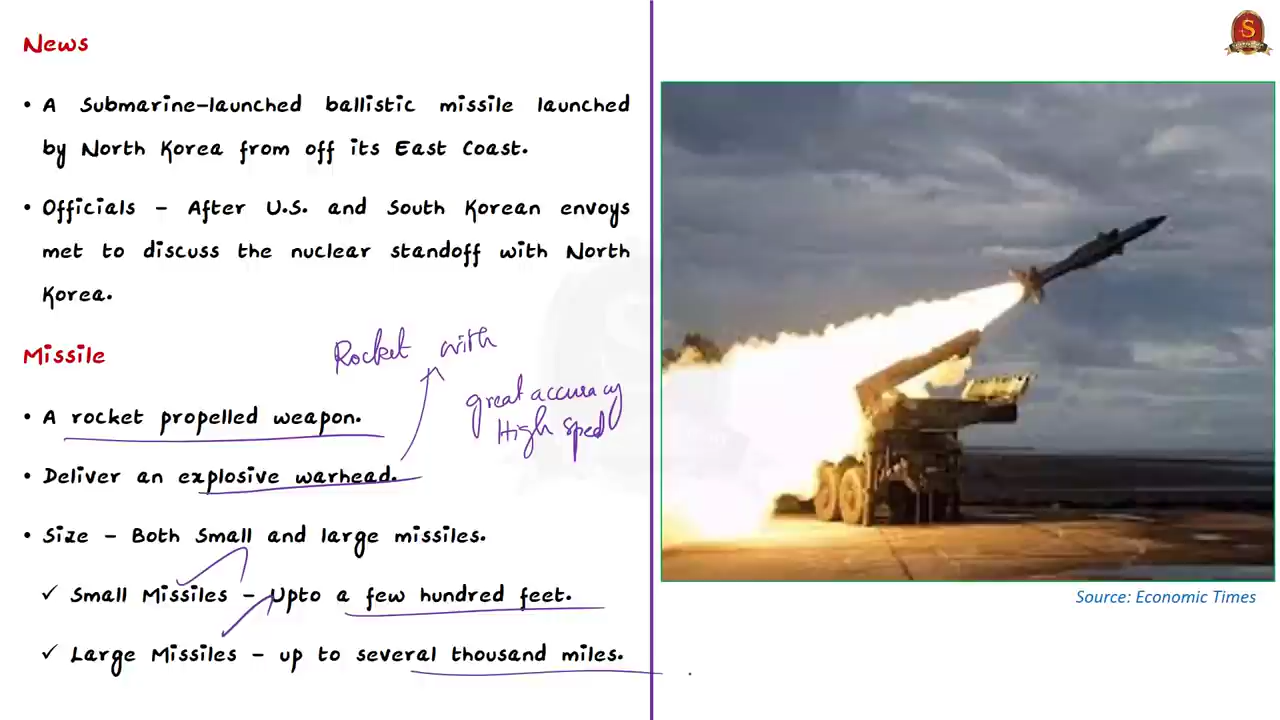 News
• A Submarine-launched ballistic missile launched
by North Korea from off its East Coast.
• Officials - After U.S. and South Korean envoys
met to discuss the nuclear standoff with North
Korea.
Missile
Rocket with
great accuracy
High sped
• A rocket propelled weapon.
• Deliver an explosive warhead.
• Size - Both Small and large missiles.
✓ Small Missiles - Upto a few hundred feet.
✓ Large Missiles - up to several thousand miles.
S
Source: Economic Times